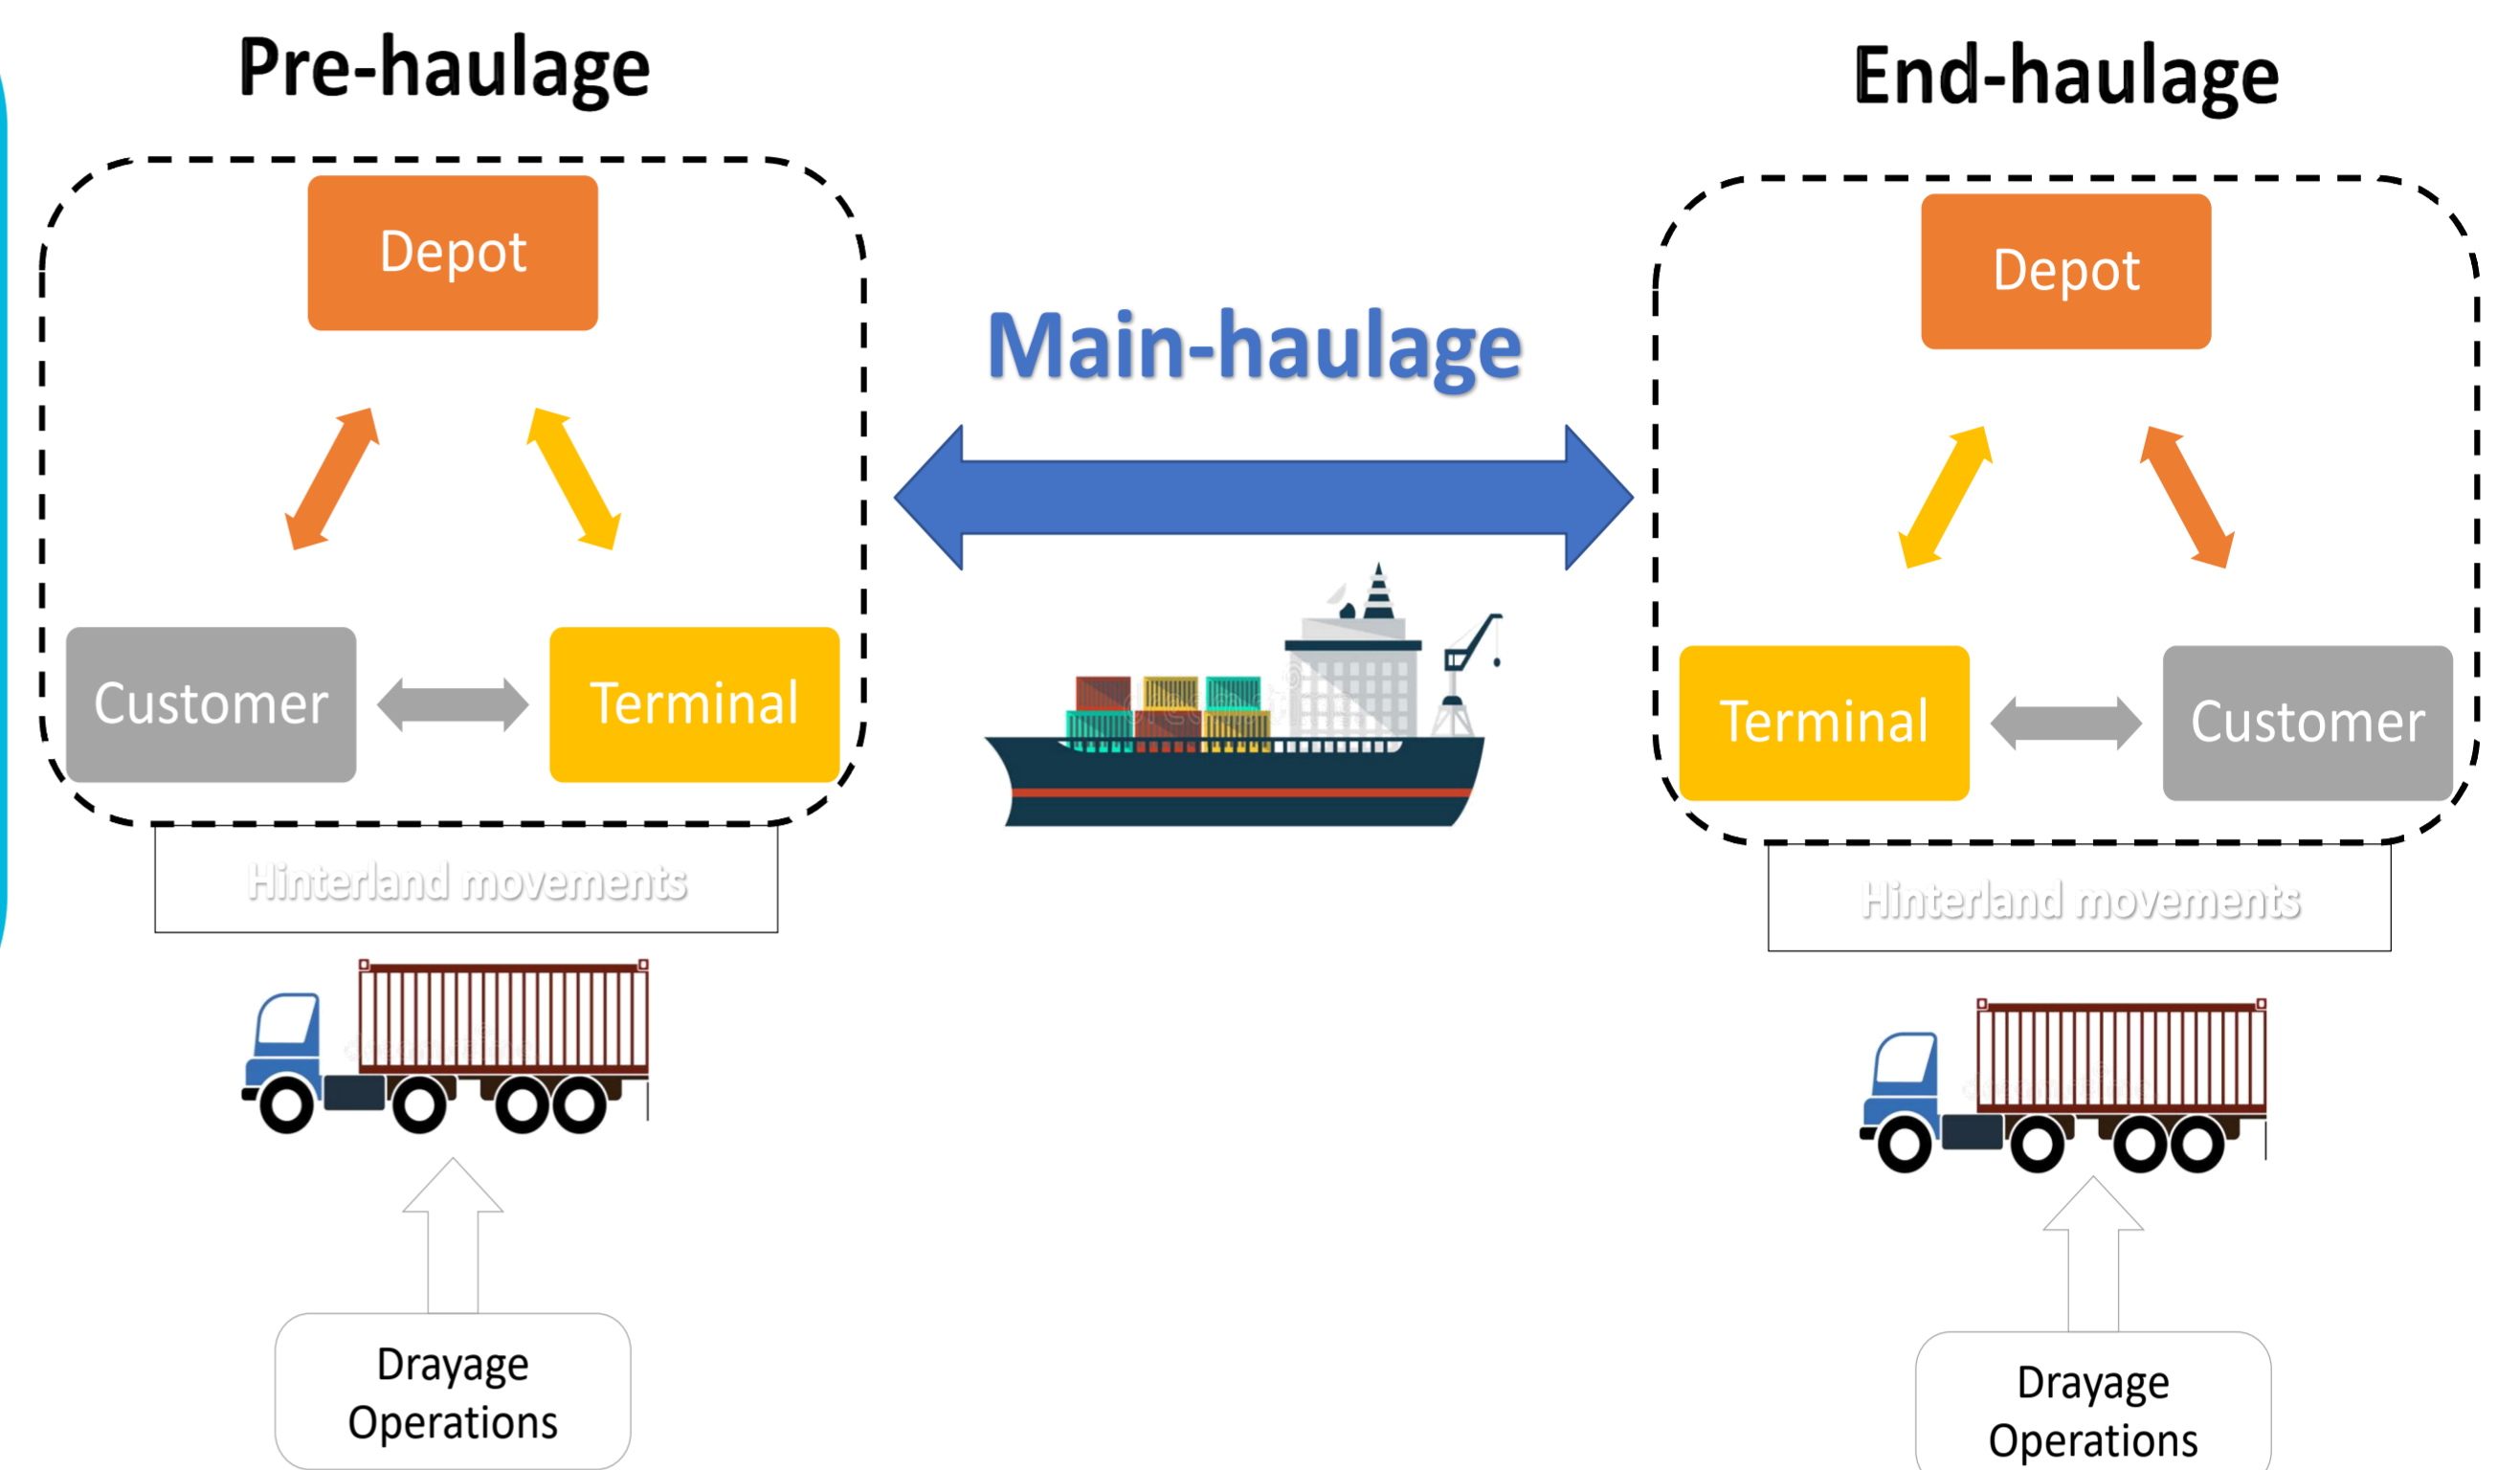 Pre-haulage
Depot
Customer
Terminal
Hinterland movements
Drayage
Operations
Main-haulage
End-haulage
Depot
Terminal
Customer
Hinterland movements
Drayage
Operations